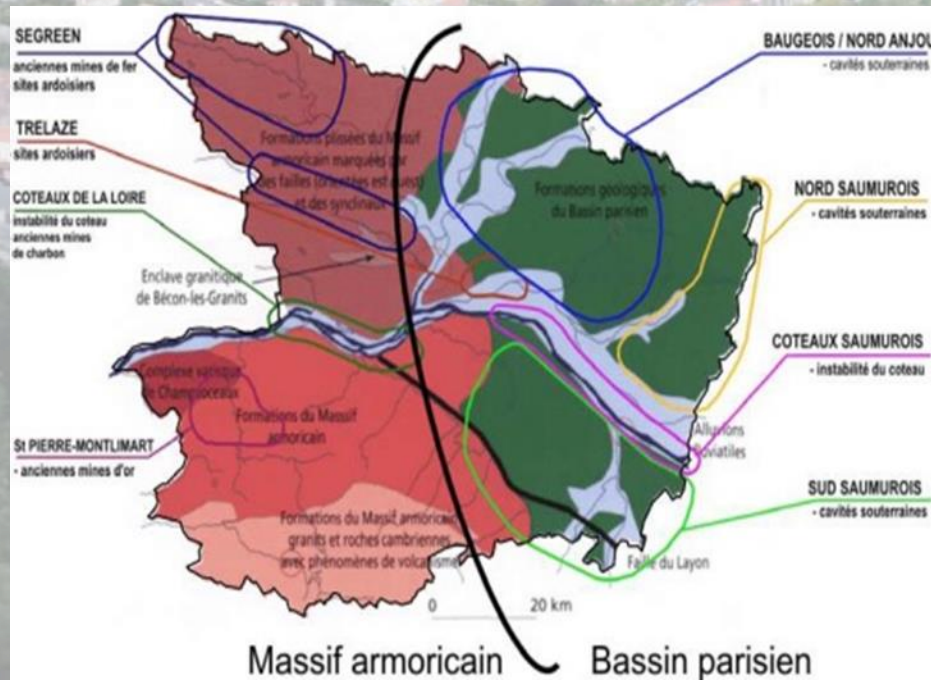 SEGREEN
anciennes mines de fer
sites ardoisiers
TRELAZE
sites ardoisiers
COTEAUX DE LA LOIRE
instabilité du coteau
anciennes mines
de charbon
Enclave granitique
de Bécon-les-Granits
St PIERRE-MONTLIMART
- anciennes mines d'or
Formations plissées du Massif
armoricain marquées par
des failles (orientées est ouest)
et des synclinaux
Formations géologiques
du Bassin parisien
Complexe
de Champtoceaux
Formations du Massif
armoricain
Formations du Massif armoricain,
granits et roches cambriennes
avec phénomènes de volcanisme
BAUGEOIS / NORD ANJOU
- cavités souterraines
NORD SAUMUROIS
- cavités souterraines
COTEAUX SAUMUROIS
- instabilité du coteau
Alluvions
fluviatiles
SUD SAUMUROIS
- cavités souterraines
Faille du Layon
0 20 km
Massif armoricain Bassin parisien